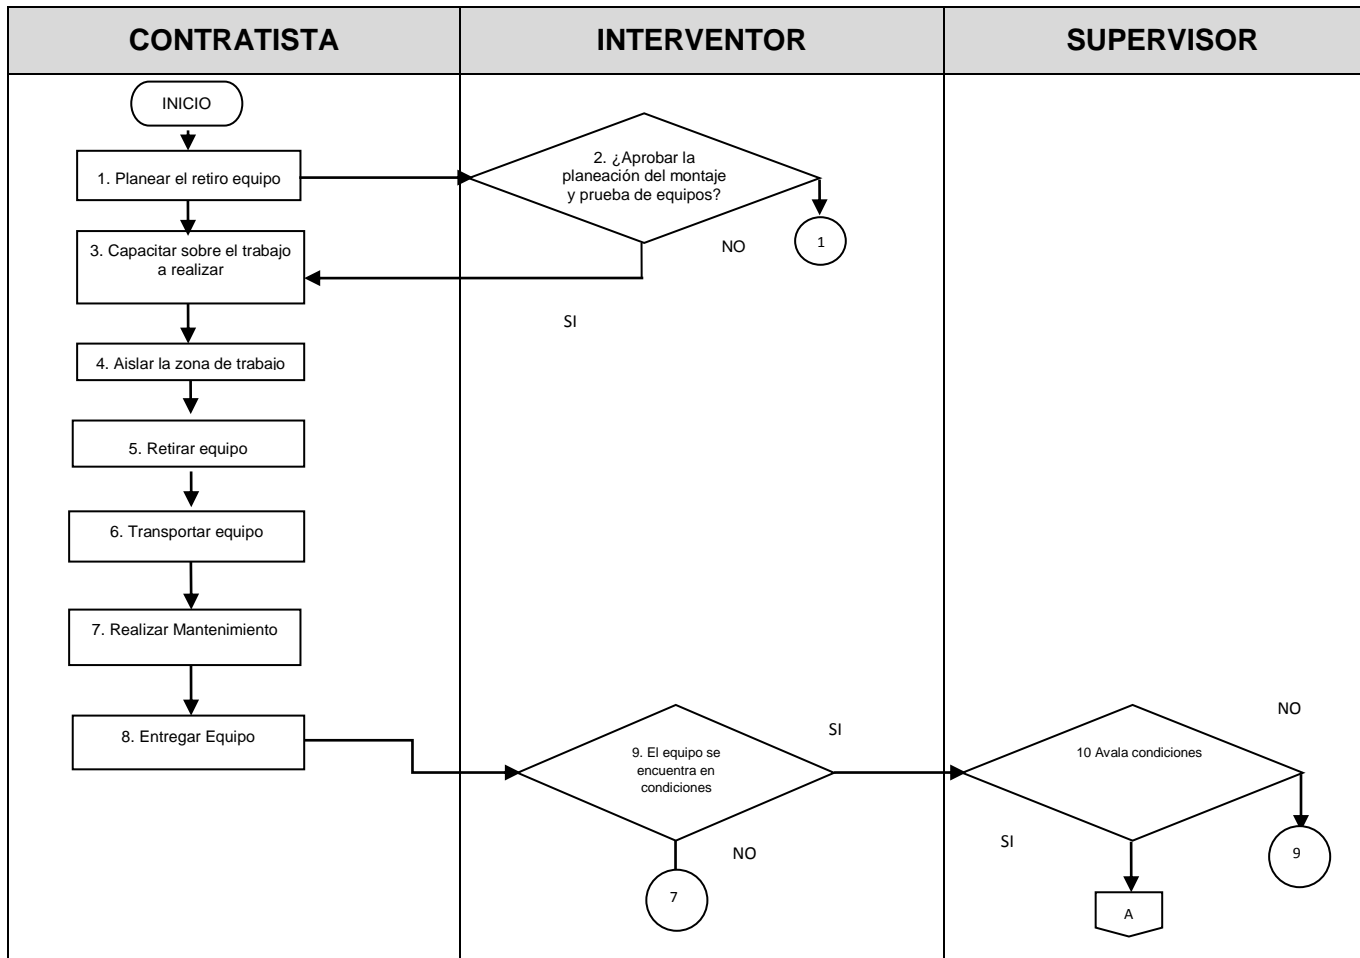 CONTRATISTA
INTERVENTOR
SUPERVISOR
INICIO
1. Planear el retiro equipo
2. ¿Aprobar la
planeación del montaje
y prueba de equipos?
NO
1
3. Capacitar sobre el trabajo
a realizar
SI
4. Aislar la zona de trabajo
5. Retirar equipo
6. Transportar equipo
7. Realizar Mantenimiento
8. Entregar Equipo
9. El equipo se
encuentra en
condiciones
SI
NO
7
10 Avala condiciones
NO
SI
9
A